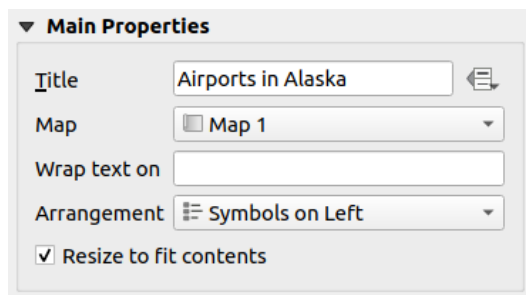 Main Properties
Title Airports in Alaska
Map Map 1
Wrap text on
Arrangement Symbols on Left
Resize to fit contents